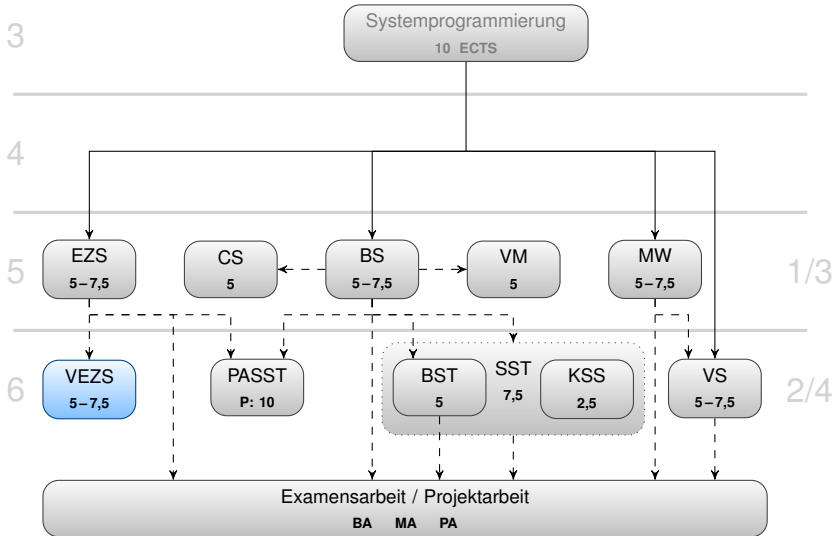 3
Systemprogrammierung
10 ECTS
4
5
EZS
5–7,5
CS
5
BS
5–7,5
VM
5
MW
5–7,5
1/3
6
VEZS
5–7,5
PASST
P: 10
BST
5
SST
7,5
KSS
2,5
VS
5–7,5
2/4
Examensarbeit / Projektarbeit
BA MA PA